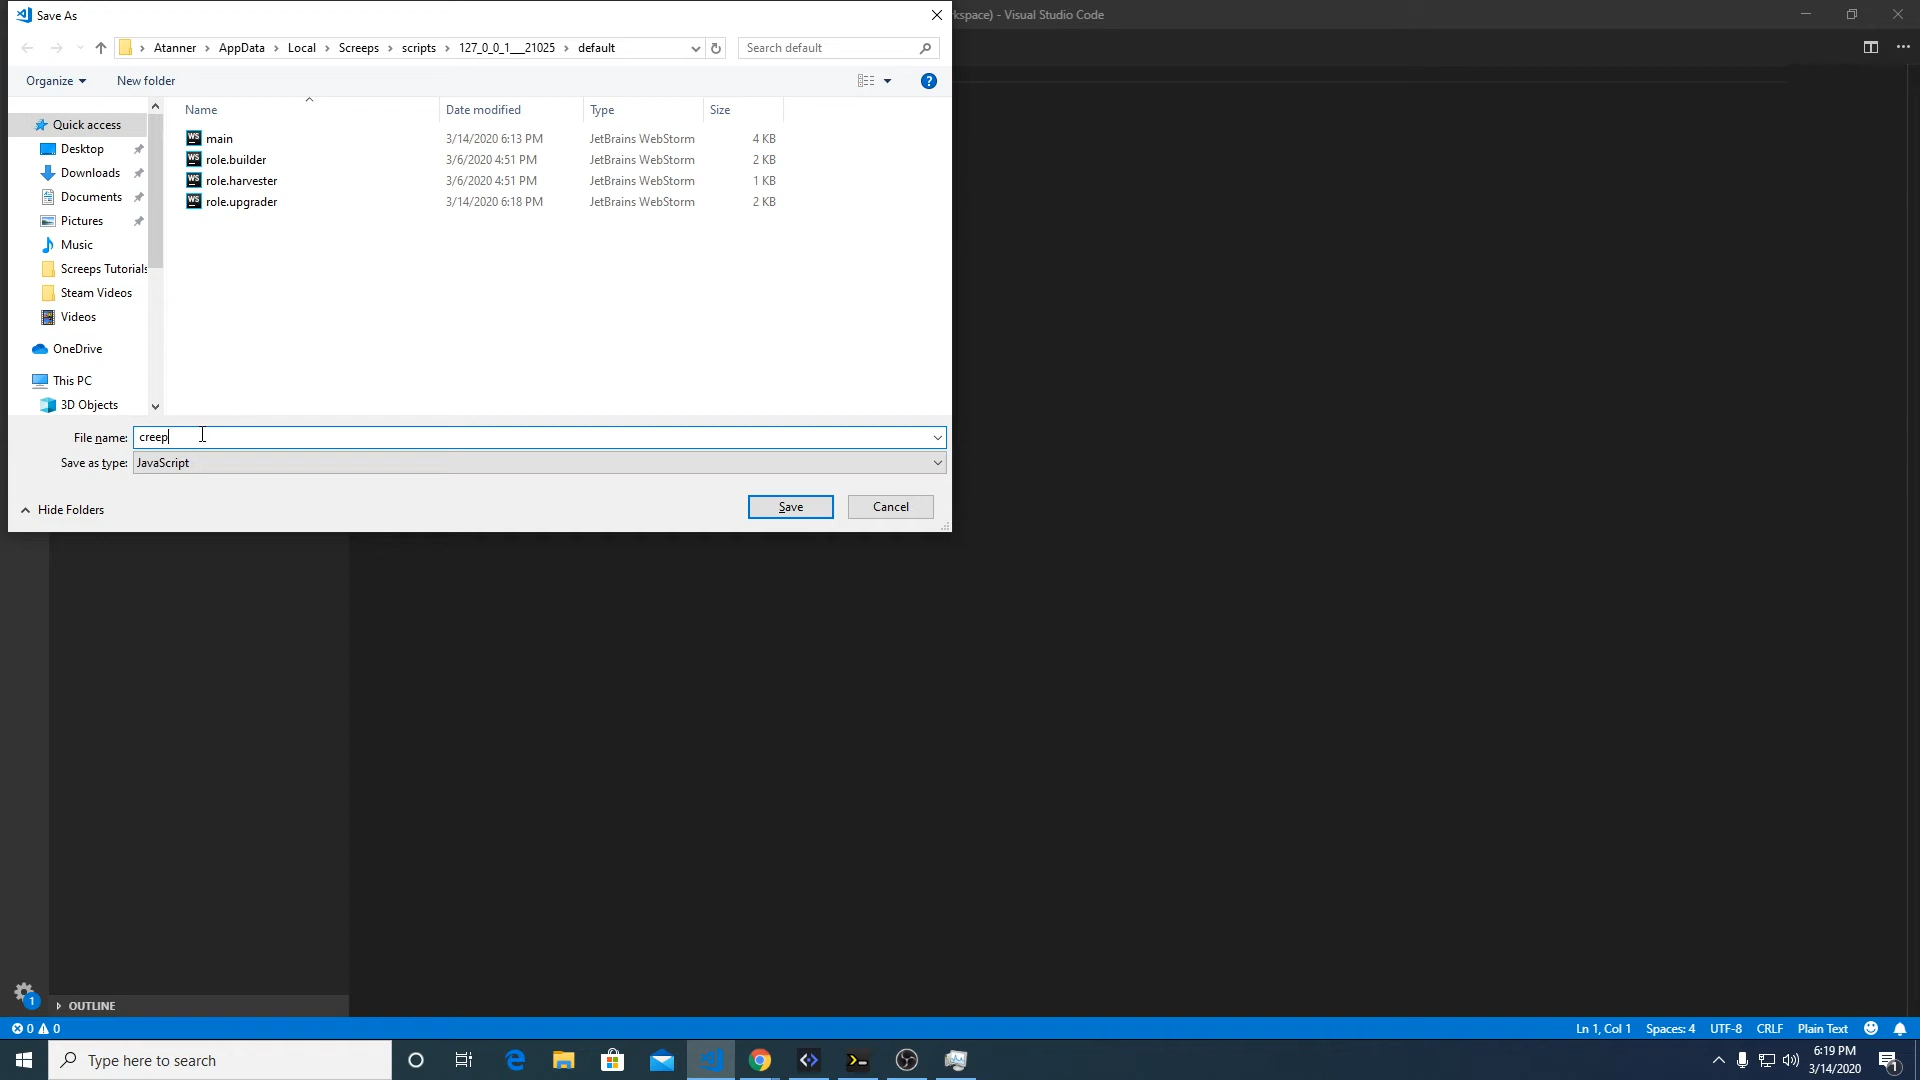 Save As
kspace) - Visual Studio Code
Atanner > AppData > Local > Screeps > scripts > 127_0_0_1___21025 > default
Search default
Organize
New folder
Name
Date modified
Type
Size
main 3/14/2020 6:13 PM JetBrains WebStorm 4 KB
role.builder 3/6/2020 4:51 PM JetBrains WebStorm 2 KB
role.harvester 3/6/2020 4:51 PM JetBrains WebStorm 1 KB
role.upgrader 3/14/2020 6:18 PM JetBrains WebStorm 2 KB
Quick access
Desktop
Downloads
Documents
Pictures
Music
Screeps Tutorials
Steam Videos
Videos
OneDrive
This PC
3D Objects
File name: creep
Save as type: JavaScript
Hide Folders
Save
Cancel
1
OUTLINE
0 0
Ln 1, Col 1 Spaces: 4 UTF-8 CRLF Plain Text
Type here to search
6:19 PM
3/14/2020
1